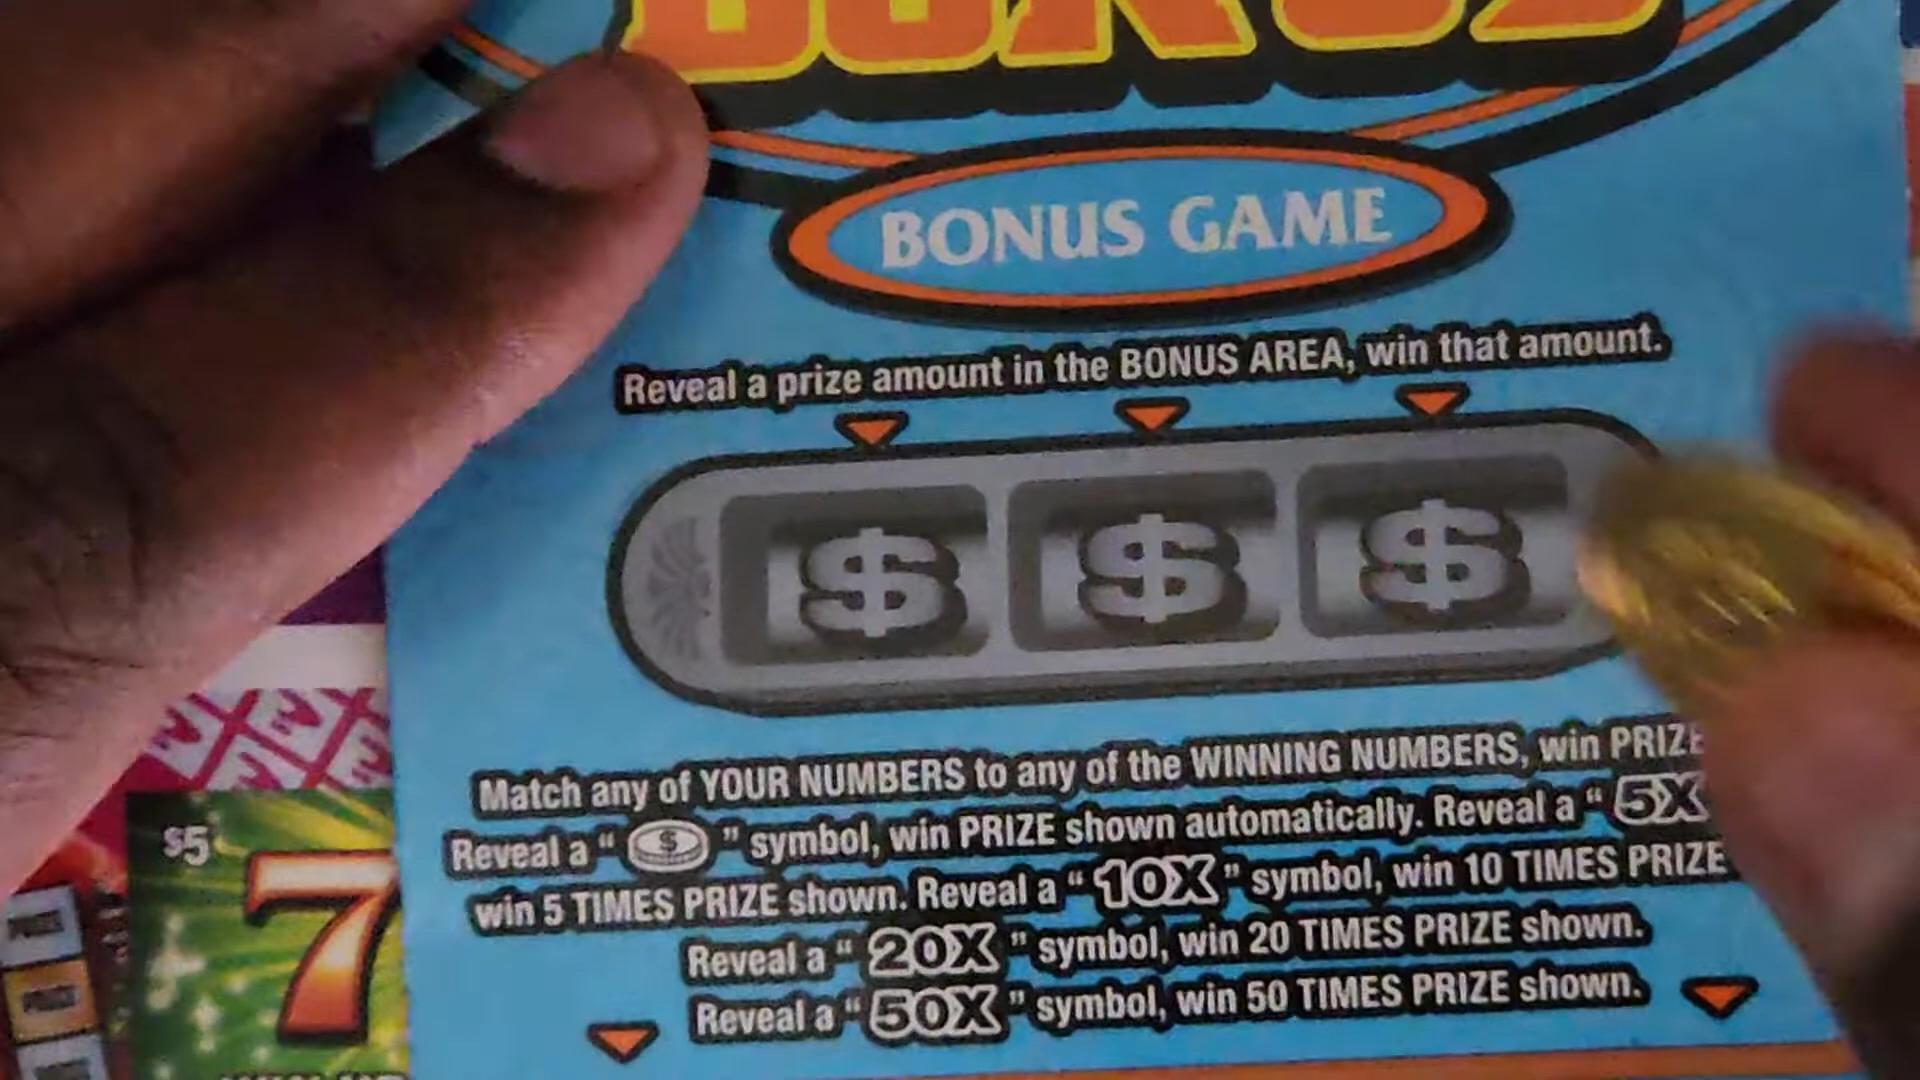 BONUS
BONUS GAME
Reveal a prize amount in the BONUS AREA, win that amount.
$ $ $
Match any of YOUR NUMBERS to any of the WINNING NUMBERS, win PRIZE
Reveal a “ $ ” symbol, win PRIZE shown automatically. Reveal a “ 5X
win 5 TIMES PRIZE shown. Reveal a “ 10X ” symbol, win 10 TIMES PRIZE
Reveal a “ 20X ” symbol, win 20 TIMES PRIZE shown.
Reveal a “ 50X ” symbol, win 50 TIMES PRIZE shown.
$5
7
PRIZE
PRIZE